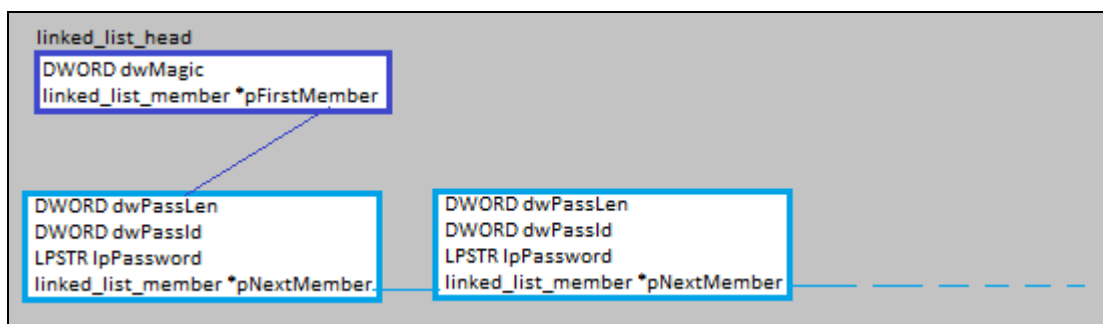 linked_list_head
DWORD dwMagic
linked_list_member *pFirstMember
DWORD dwPassLen
DWORD dwPassId
LPSTR lpPassword
linked_list_member *pNextMember
DWORD dwPassLen
DWORD dwPassId
LPSTR lpPassword
linked_list_member *pNextMember